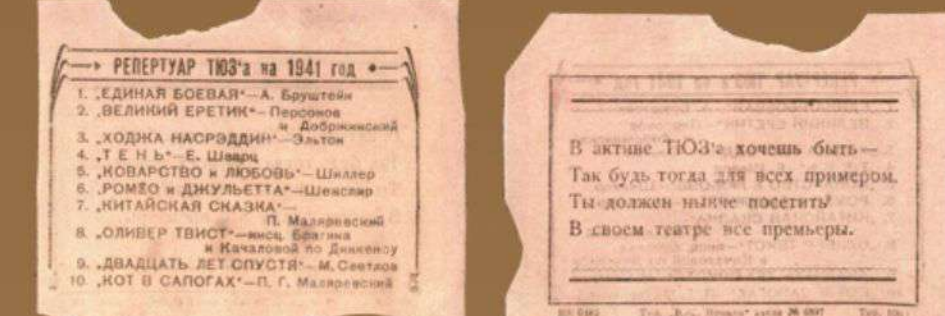 РЕПЕРТУАР ТЮЗ'а на 1941 год
1. „ЕДИНАЯ БОЕВАЯ“—А. Бруштейн
2. „ВЕЛИКИЙ ЕРЕТИК“—Персонов
и Добржинский
3. „ХОДЖА НАСРЭДДИН“—Эльтон
4. „ТЕНЬ“—Е. Шварц
5. „КОВАРСТВО и ЛЮБОВЬ“—Шиллер
6. „РОМЕО и ДЖУЛЬЕТТА“—Шекспир
7. „КИТАЙСКАЯ СКАЗКА“—
П. Маляревский
8. „ОЛИВЕР ТВИСТ“—инсц. Брагина
и Качаловой по Диккенсу
9. „ДВАДЦАТЬ ЛЕТ СПУСТЯ“—М. Светлов
10. „КОТ В САПОГАХ“—П. Г. Маляревский
В активе ТЮЗ'а хочешь быть—
Так будь тогда для всех примером.
Ты должен нынче посетить
В своем театре все премьеры.